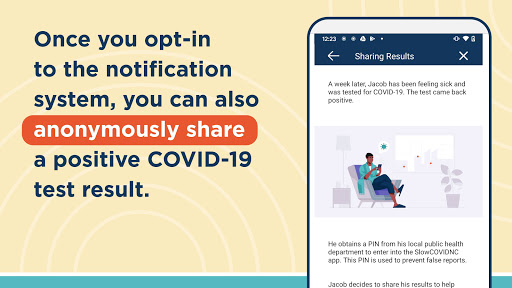 Once you opt-in
to the notification
system, you can also
anonymously share
a positive COVID-19
test result.
12:23
Sharing Results
A week later, Jacob has been feeling sick and
was tested for COVID-19. The test came back
positive.
He obtains a PIN from his local public health
department to enter into the SlowCOVIDNC
app. This PIN is used to prevent false reports.
Jacob decides to share his results to help